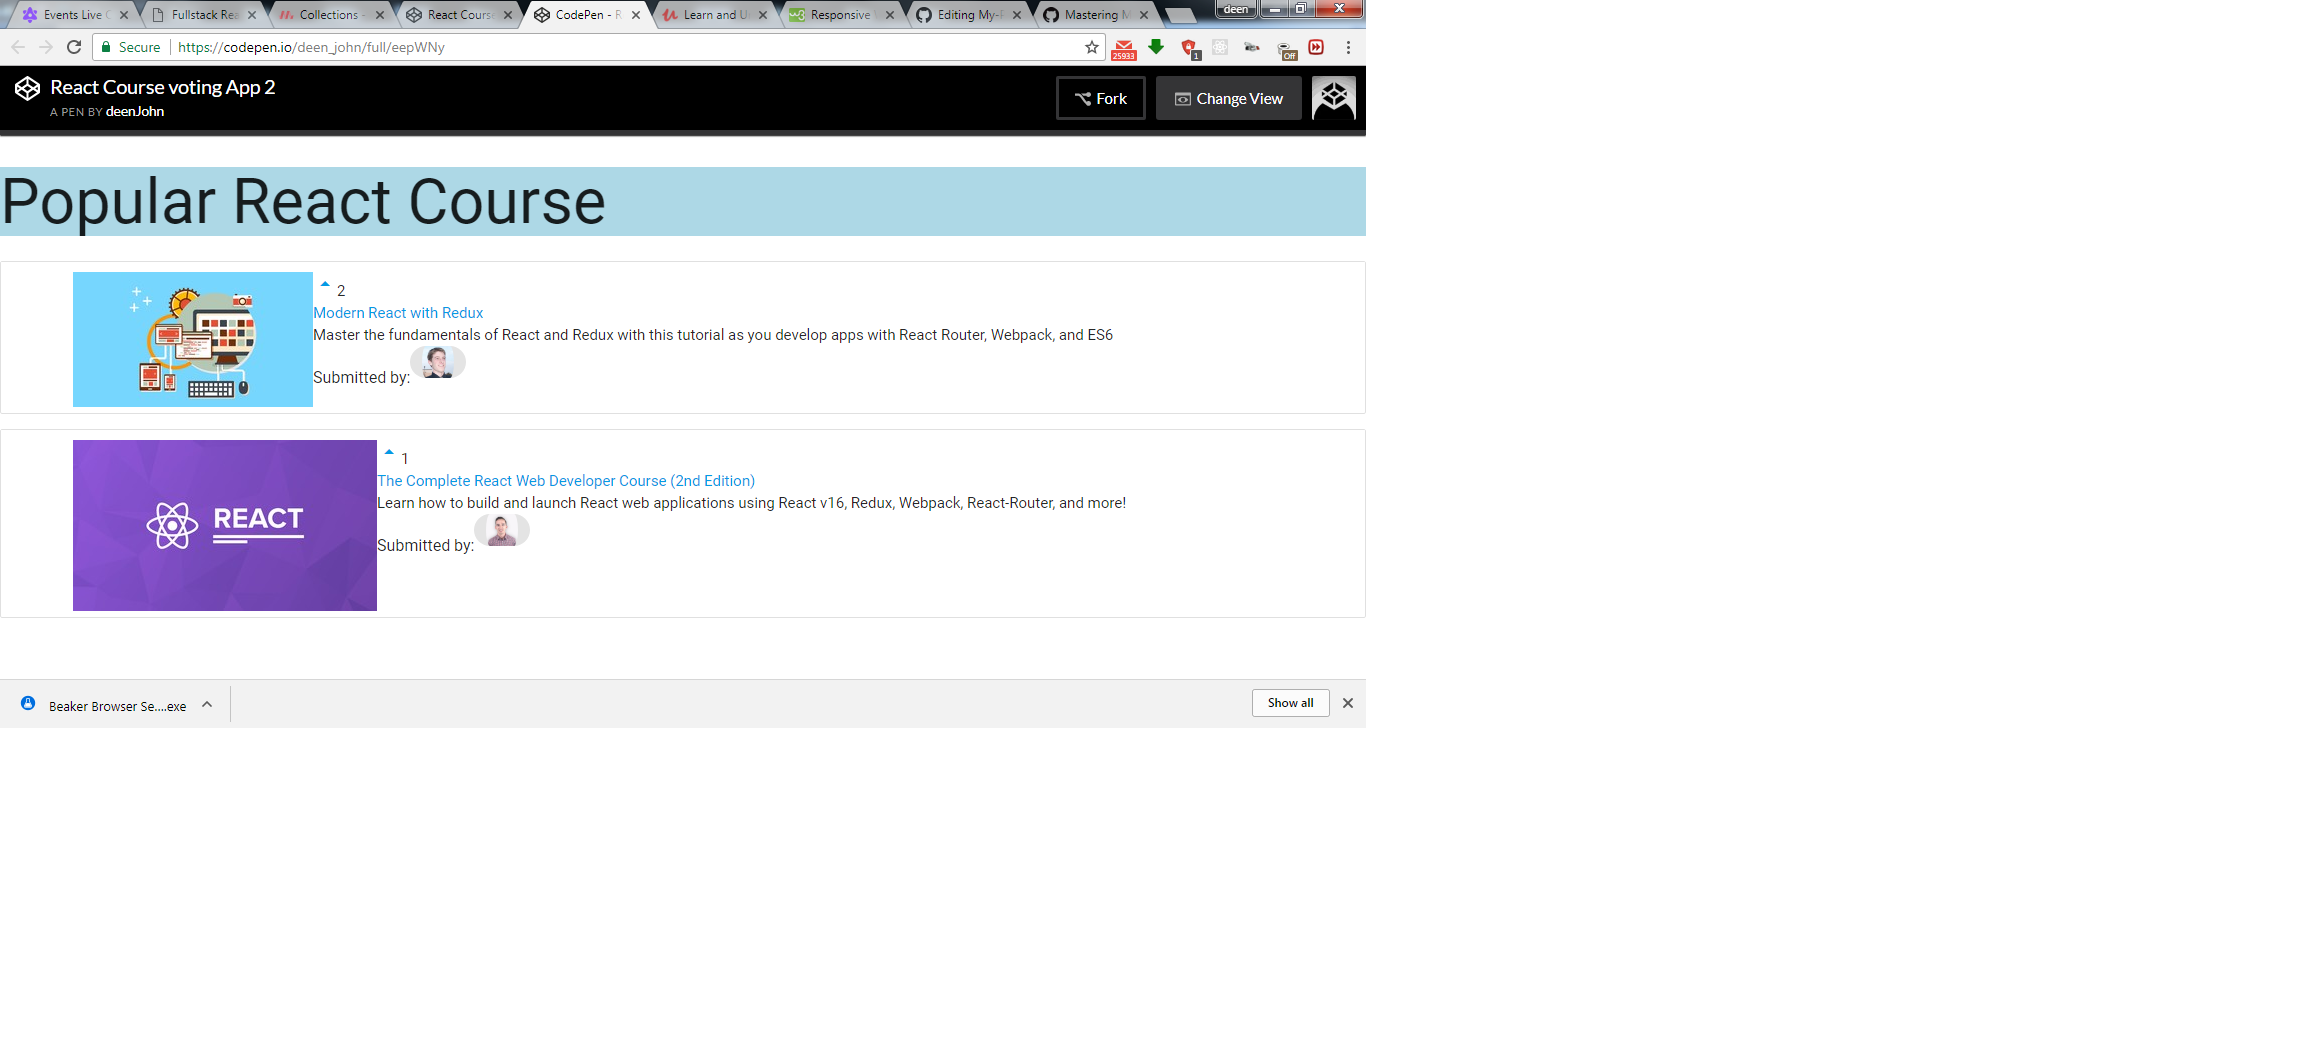 Events Live
Fullstack Rea
Collections -
React Course
CodePen - R
Learn and U
Responsive
Editing My-
Mastering M
deen
Secure
https://codepen.io/deen_john/full/eepWNy
25933
1
Off
React Course voting App 2
A PEN BY deenJohn
Fork
Change View
Popular React Course
2
Modern React with Redux
Master the fundamentals of React and Redux with this tutorial as you develop apps with React Router, Webpack, and ES6
Submitted by:
REACT
1
The Complete React Web Developer Course (2nd Edition)
Learn how to build and launch React web applications using React v16, Redux, Webpack, React-Router, and more!
Submitted by:
Beaker Browser Se....exe
Show all